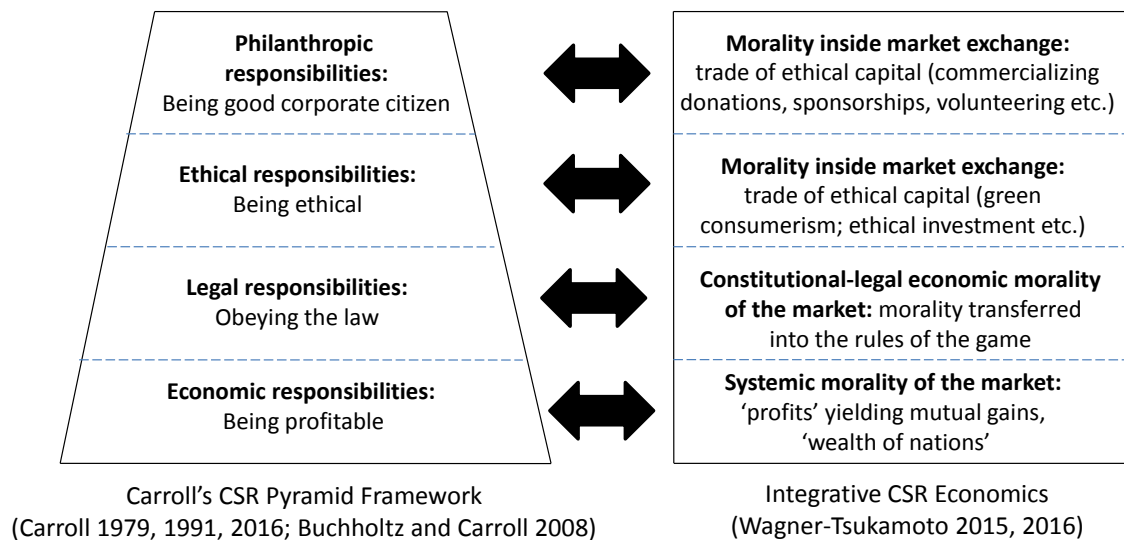 Philanthropic
responsibilities:
Being good corporate citizen
Ethical responsibilities:
Being ethical
Legal responsibilities:
Obeying the law
Economic responsibilities:
Being profitable
Carroll's CSR Pyramid Framework
(Carroll 1979, 1991, 2016; Buchholtz and Carroll 2008)
Morality inside market exchange:
trade of ethical capital (commercializing
donations, sponsorships, volunteering etc.)
Morality inside market exchange:
trade of ethical capital (green
consumerism; ethical investment etc.)
Constitutional-legal economic morality
of the market: morality transferred
into the rules of the game
Systemic morality of the market:
‘profits’ yielding mutual gains,
‘wealth of nations’
Integrative CSR Economics
(Wagner-Tsukamoto 2015, 2016)